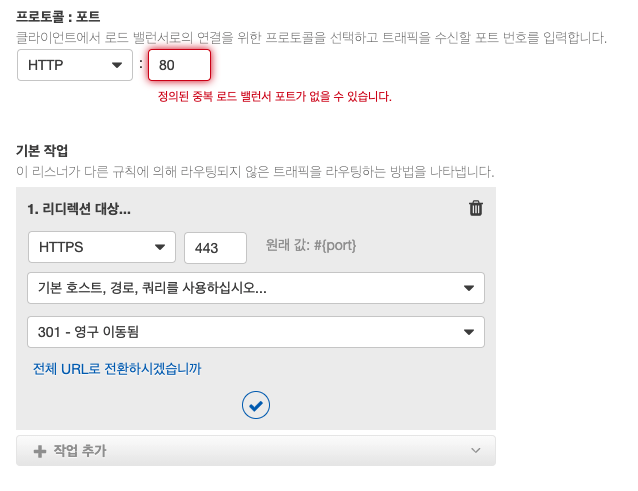 프로토콜 : 포트
클라이언트에서 로드 밸런서로의 연결을 위한 프로토콜을 선택하고 트래픽을 수신할 포트 번호를 입력합니다.
HTTP : 80
정의된 중복 로드 밸런서 포트가 없을 수 있습니다.
기본 작업
이 리스너가 다른 규칙에 의해 라우팅되지 않은 트래픽을 라우팅하는 방법을 나타냅니다.
1. 리디렉션 대상...
HTTPS 443 원래 값: #{port}
기본 호스트, 경로, 쿼리를 사용하십시오...
301 - 영구 이동됨
전체 URL로 전환하시겠습니까
작업 추가